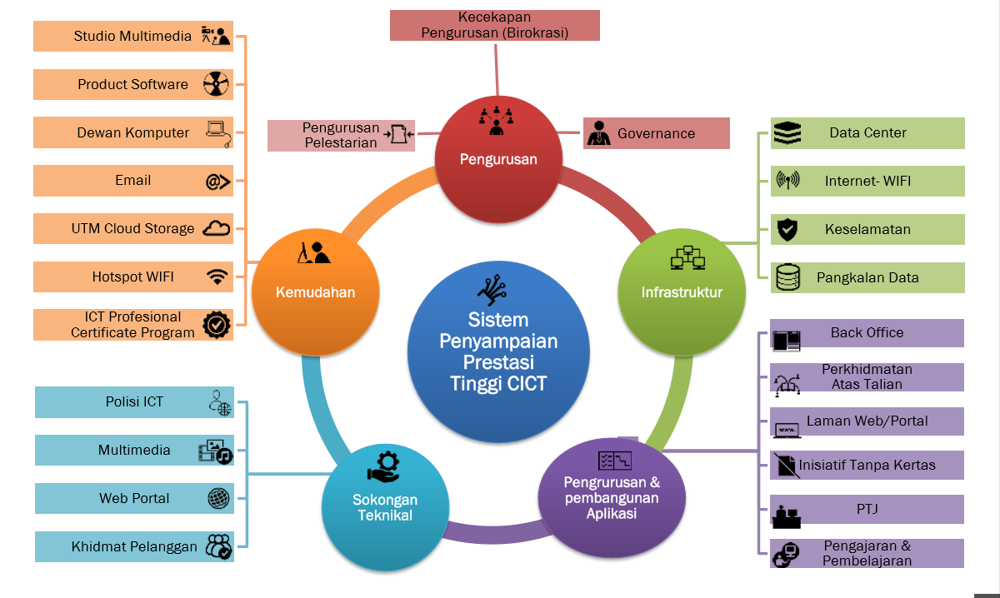 Kecekapan
Pengurusan (Birokrasi)
Pengurusan
Pelestarian
Governance
Pengurusan
Studio Multimedia
Product Software
Dewan Komputer
Email
@>
UTM Cloud Storage
Hotspot WIFI
ICT Profesional
Certificate Program
Kemudahan
Data Center
Internet- WIFI
Keselamatan
Pangkalan Data
Infrastruktur
Sistem
Penyampaian
Prestasi
Tinggi CICT
Back Office
Perkhidmatan
Atas Talian
Laman Web/Portal
www.
Inisiatif Tanpa Kertas
PTJ
Pengajaran &
Pembelajaran
Pengrurusan &
pembangunan
Aplikasi
Polisi ICT
Multimedia
Web Portal
Khidmat Pelanggan
Sokongan
Teknikal